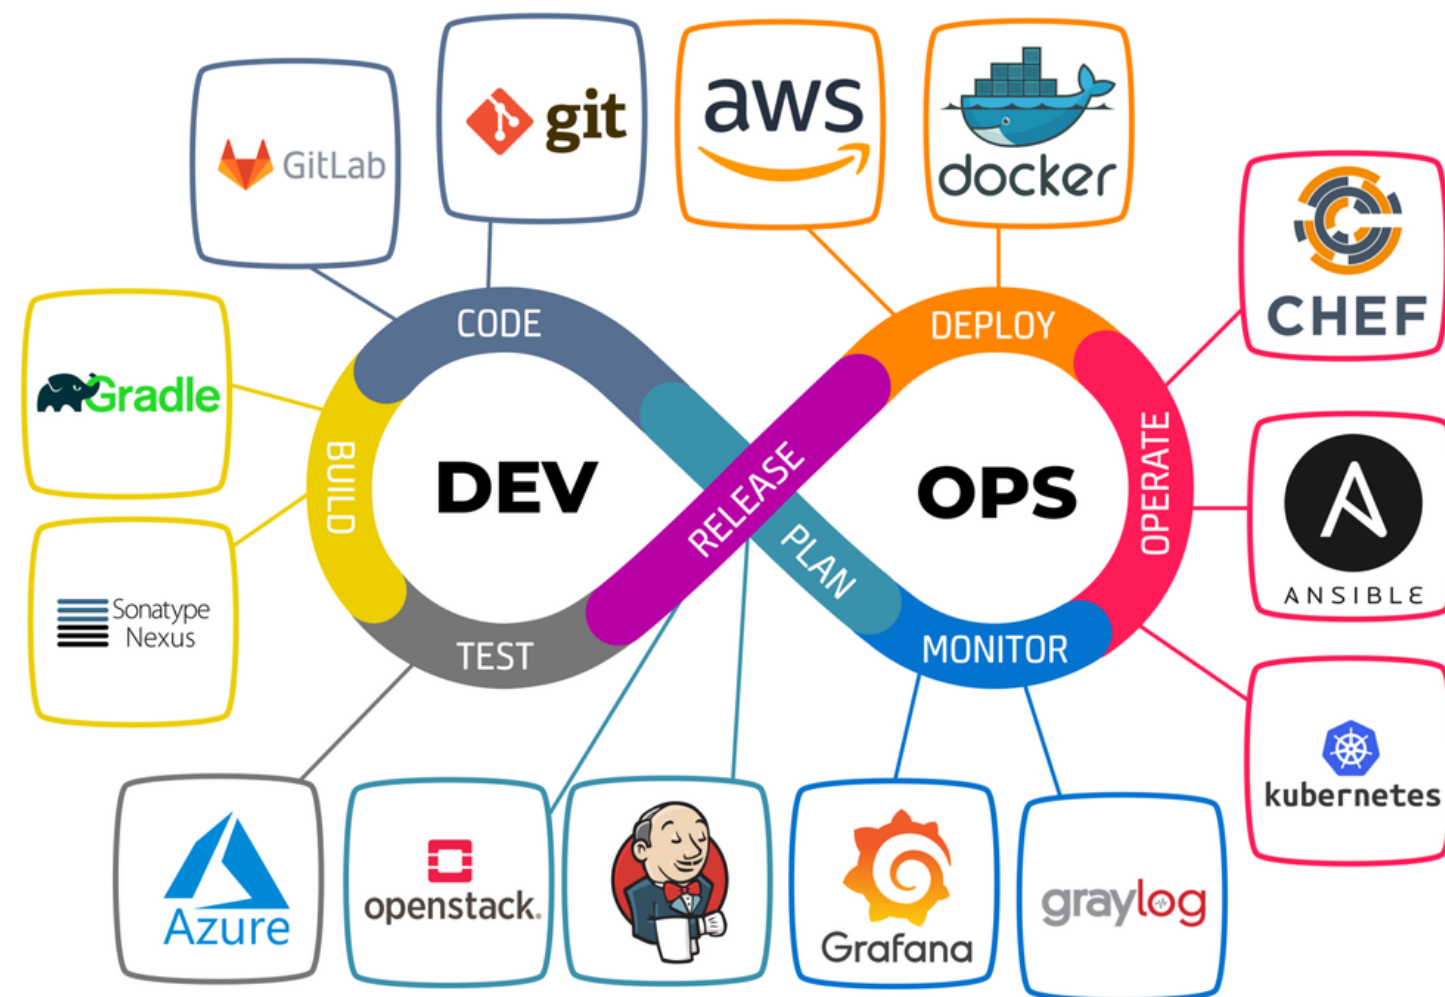 GitLab
git
aws
docker
CHEF
Gradle
CODE
DEPLOY
BUILD
DEV
RELEASE
PLAN
OPS
OPERATE
ANSIBLE
Sonatype
Nexus
TEST
MONITOR
kubernetes
Azure
openstack.
Grafana
graylog